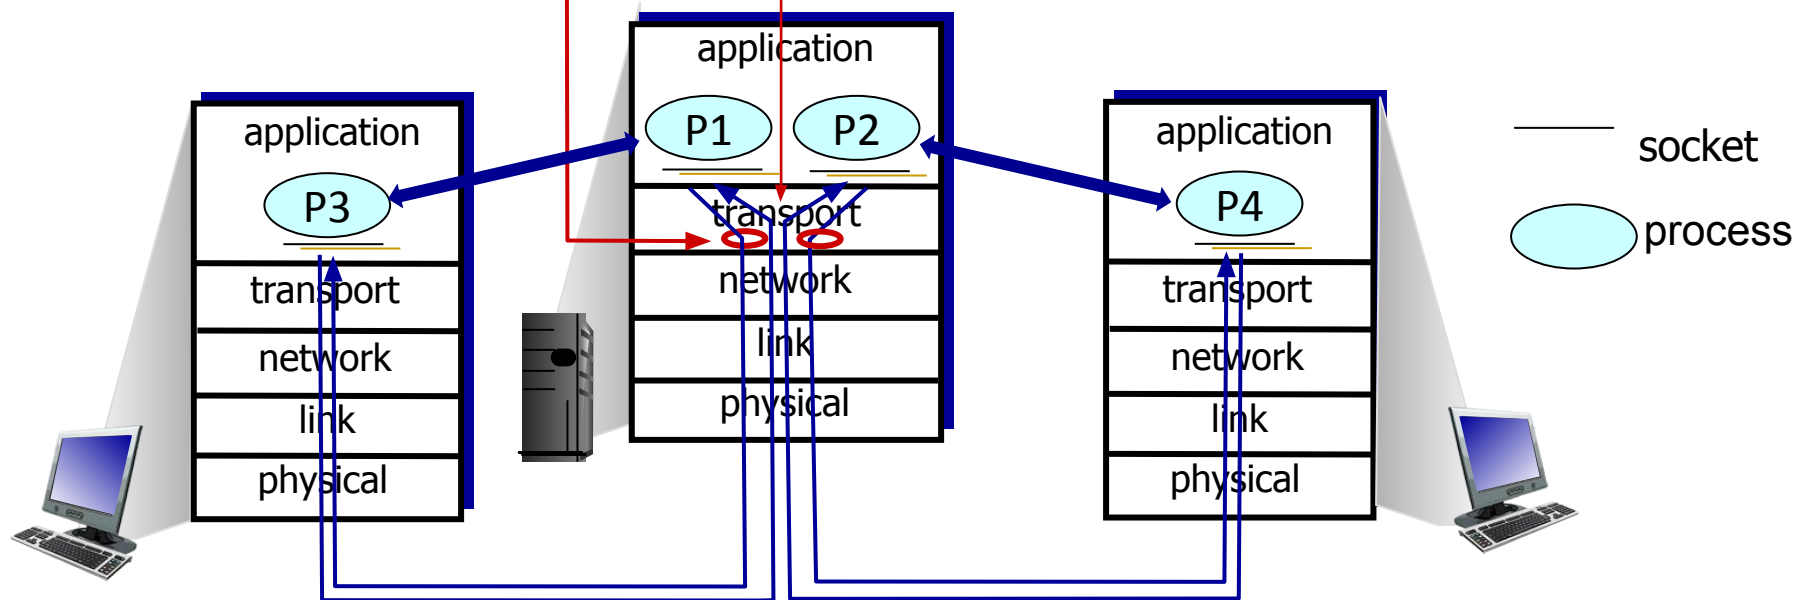 application
P3
transport
network
link
physical
application
P1
P2
transport
network
link
physical
application
P4
transport
network
link
physical
socket
process